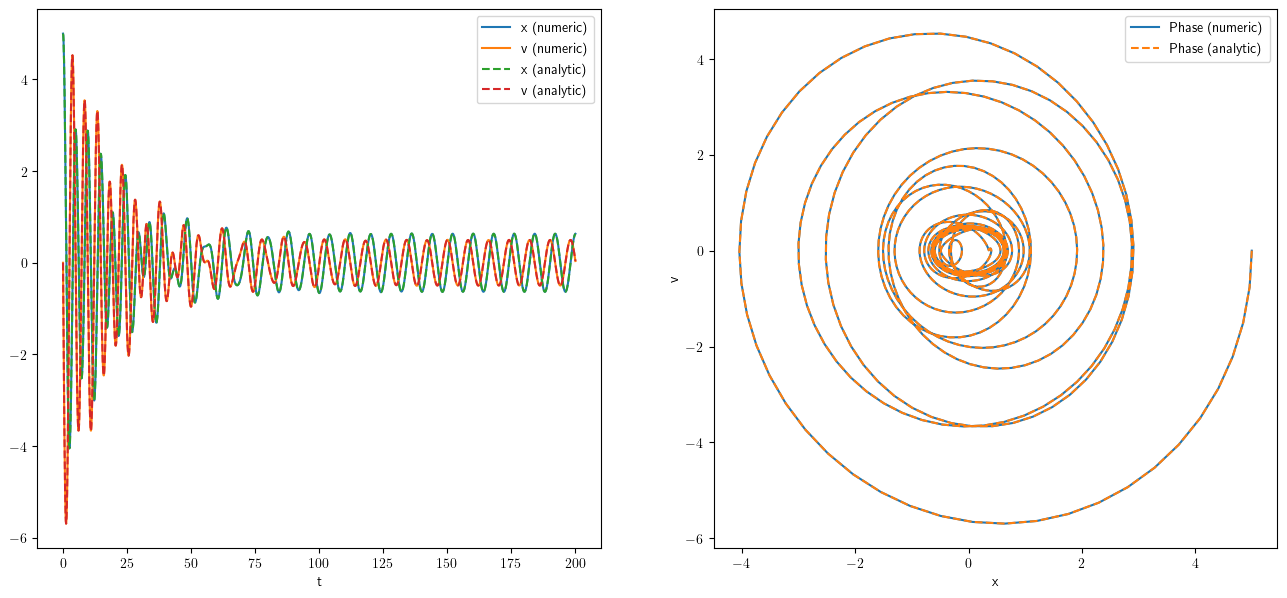 x (numeric)
v (numeric)
x (analytic)
v (analytic)
4
2
0
−2
−4
−6
0 25 50 75 100 125 150 175 200
t
Phase (numeric)
Phase (analytic)
4
2
0
−2
−4
−6
v
−4 −2 0 2 4
x